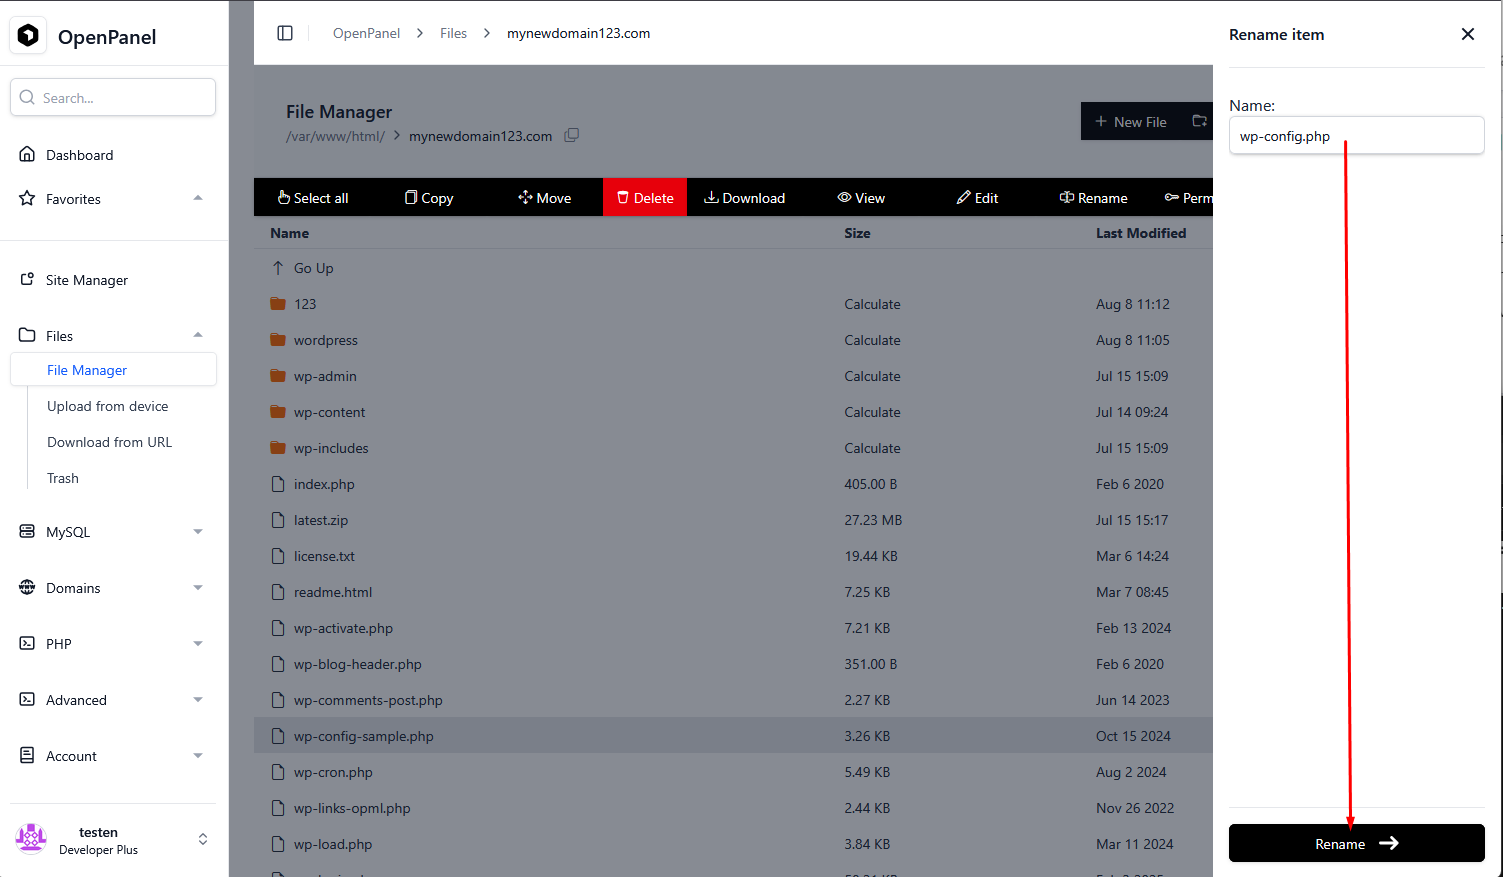 OpenPanel
Search...
Dashboard
Favorites
Site Manager
Files
File Manager
Upload from device
Download from URL
Trash
MySQL
Domains
PHP
Advanced
Account
testen
Developer Plus
OpenPanel > Files > mynewdomain123.com
File Manager
/var/www/html/ > mynewdomain123.com
+ New File
Select all Copy Move Delete Download View Edit Rename Perm
Name Size Last Modified
Go Up
123 Calculate Aug 8 11:12
wordpress Calculate Aug 8 11:05
wp-admin Calculate Jul 15 15:09
wp-content Calculate Jul 14 09:24
wp-includes Calculate Jul 15 15:09
index.php 405.00 B Feb 6 2020
latest.zip 27.23 MB Jul 15 15:17
license.txt 19.44 KB Mar 6 14:24
readme.html 7.25 KB Mar 7 08:45
wp-activate.php 7.21 KB Feb 13 2024
wp-blog-header.php 351.00 B Feb 6 2020
wp-comments-post.php 2.27 KB Jun 14 2023
wp-config-sample.php 3.26 KB Oct 15 2024
wp-cron.php 5.49 KB Aug 2 2024
wp-links-opml.php 2.44 KB Nov 26 2022
wp-load.php 3.84 KB Mar 11 2024
Rename item
Name:
wp-config.php
Rename